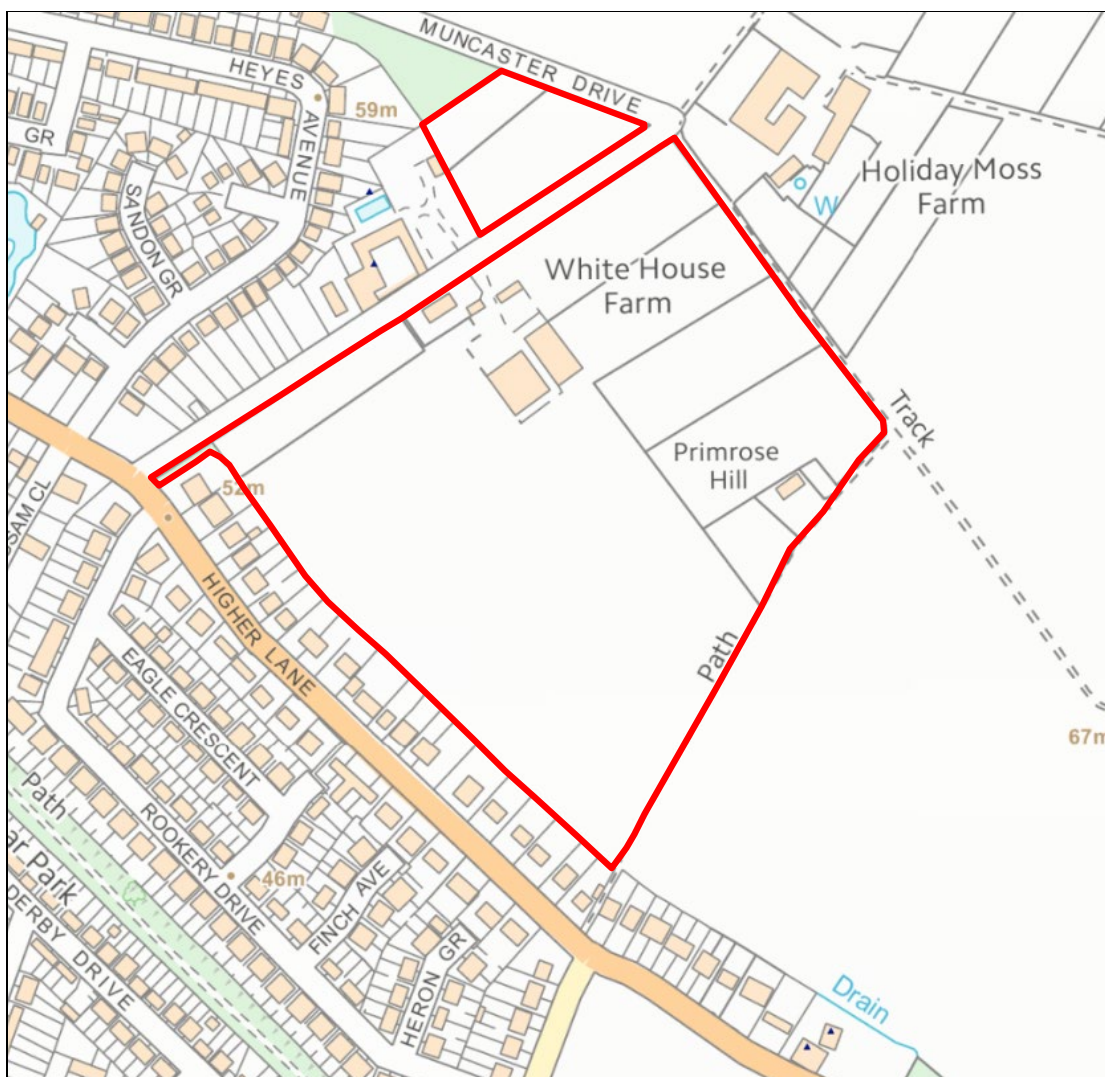 MUNCASTER DRIVE
HEYES AVENUE
59m
GR
SANDON GR
Holiday Moss
Farm
W
White House
Farm
Track
Primrose
Hill
52m
HIGHER LANE
EAGLE CRESCENT
Path
Path
67m
ROOKERY DRIVE
46m
FINCH AVE
HERON GR
DERBY DRIVE
Park
Drain